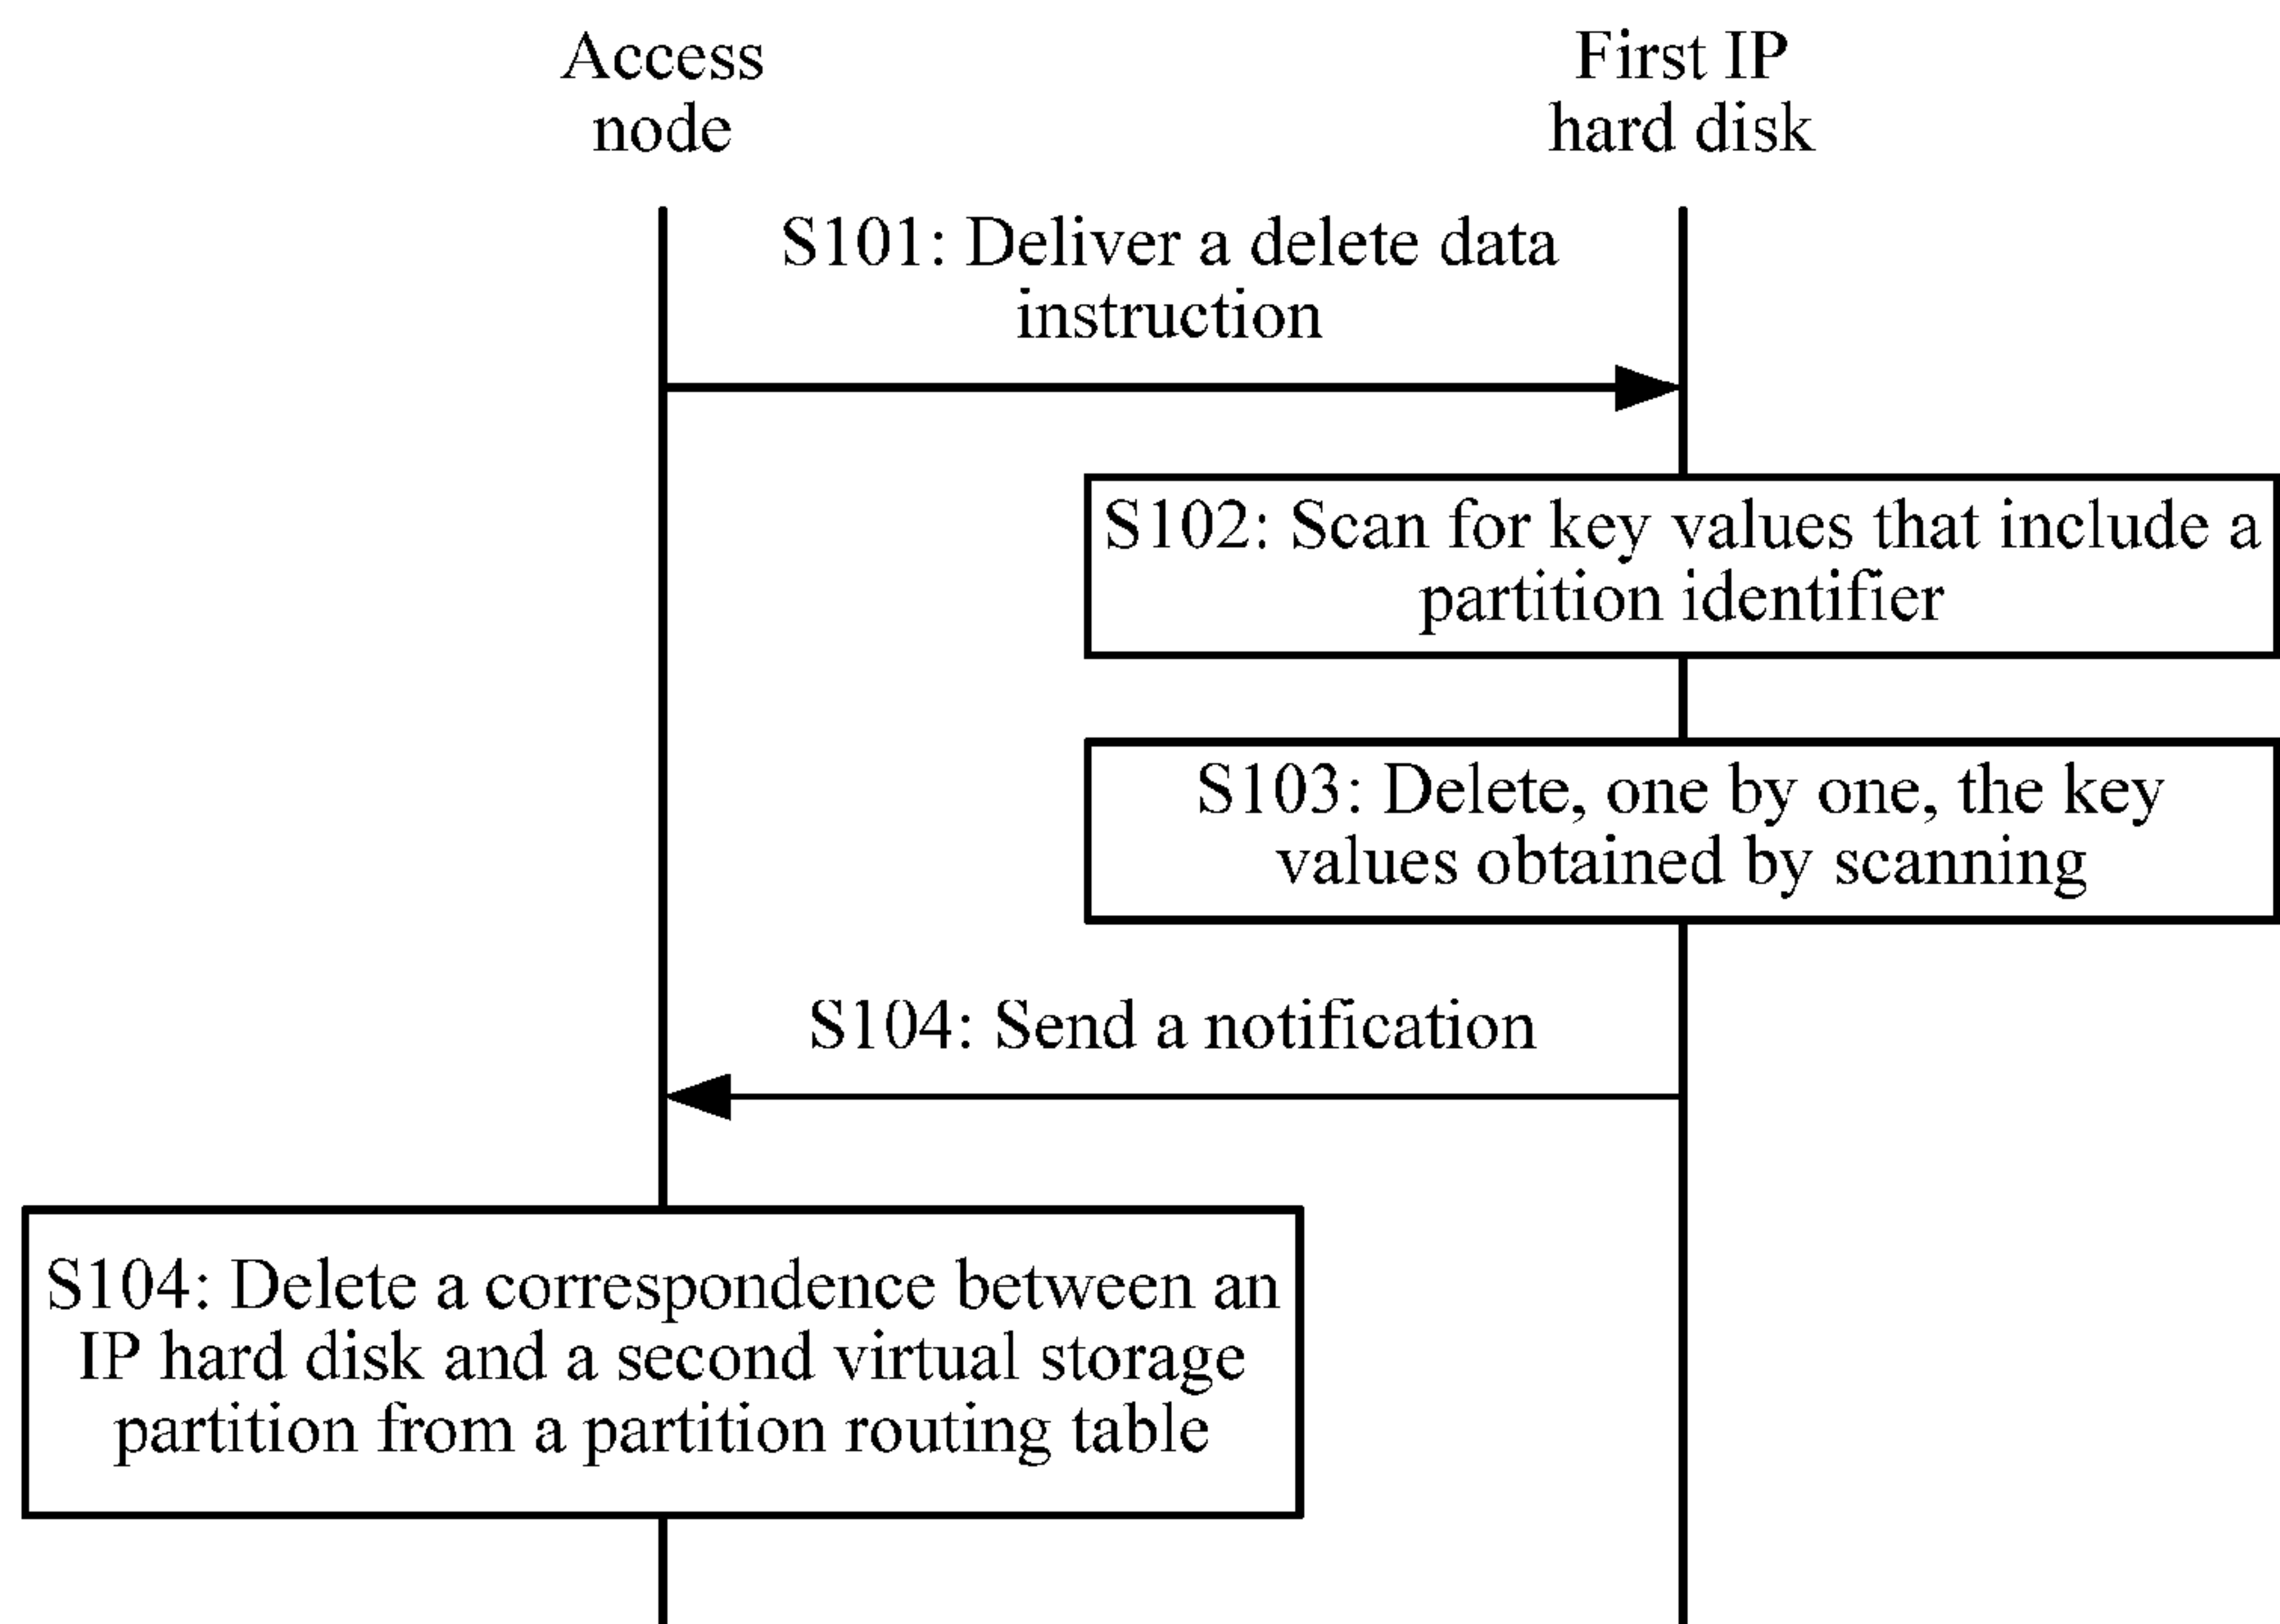 Access
node
First IP
hard disk
S101: Deliver a delete data
instruction
S102: Scan for key values that include a
partition identifier
S103: Delete, one by one, the key
values obtained by scanning
S104: Send a notification
S104: Delete a correspondence between an
IP hard disk and a second virtual storage
partition from a partition routing table